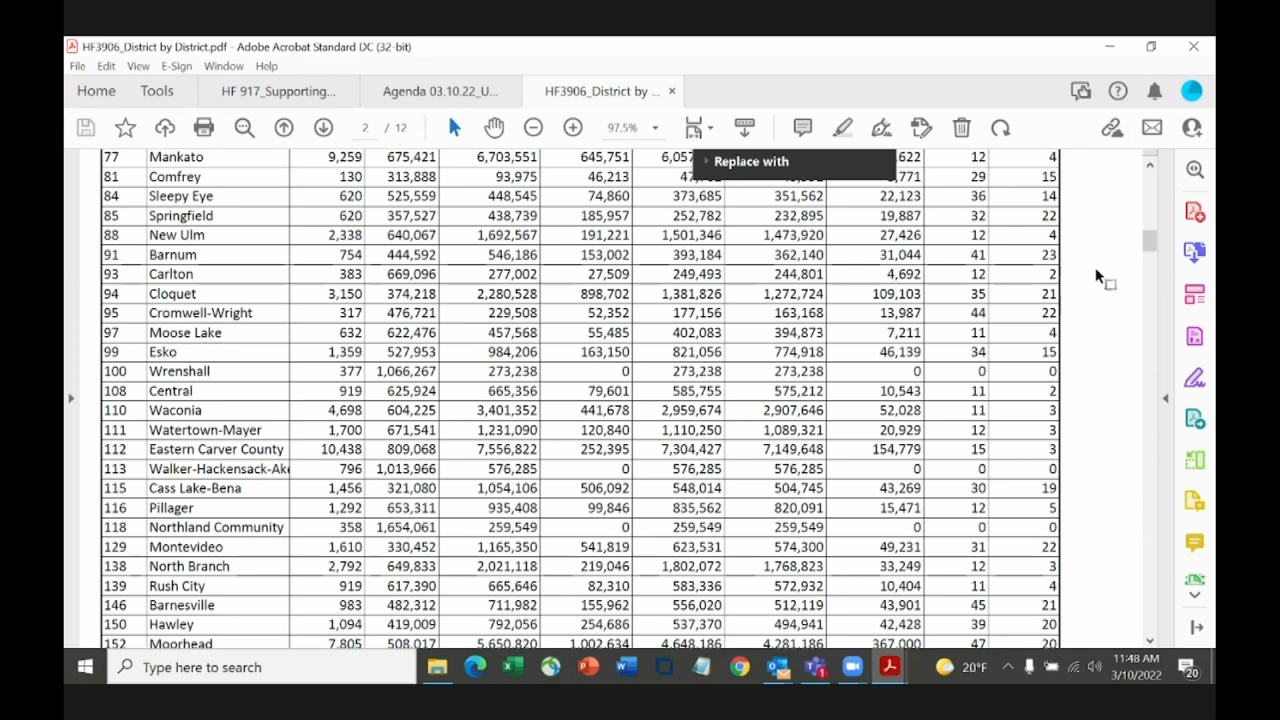 HF3906_District by District.pdf - Adobe Acrobat Standard DC (32-bit)
File Edit View E-Sign Window Help
Home Tools HF 917_Supporting... Agenda 03.10.22_U... HF3906_District by ... ×
2 / 12 97.5%
Replace with
77 Mankato 9,259 675,421 6,703,551 645,751 12 4
81 Comfrey 130 313,888 93,975 46,213 29 15
84 Sleepy Eye 620 525,559 448,545 74,860 373,685 351,562 22,123 36 14
85 Springfield 620 357,527 438,739 185,957 252,782 232,895 19,887 32 22
88 New Ulm 2,338 640,067 1,692,567 191,221 1,501,346 1,473,920 27,426 12 4
91 Barnum 754 444,592 546,186 153,002 393,184 362,140 31,044 41 23
93 Carlton 383 669,096 277,002 27,509 249,493 244,801 4,692 12 2
94 Cloquet 3,150 374,218 2,280,528 898,702 1,381,826 1,272,724 109,103 35 21
95 Cromwell-Wright 317 476,721 229,508 52,352 177,156 163,168 13,987 44 22
97 Moose Lake 632 622,476 457,568 55,485 402,083 394,873 7,211 11 4
99 Esko 1,359 527,953 984,206 163,150 821,056 774,918 46,139 34 15
100 Wrenshall 377 1,066,267 273,238 0 273,238 273,238 0 0 0
108 Central 919 625,924 665,356 79,601 585,755 575,212 10,543 11 2
110 Waconia 4,698 604,225 3,401,352 441,678 2,959,674 2,907,646 52,028 11 3
111 Watertown-Mayer 1,700 671,541 1,231,090 120,840 1,110,250 1,089,321 20,929 12 3
112 Eastern Carver County 10,438 809,068 7,556,822 252,395 7,304,427 7,149,648 154,779 15 3
113 Walker-Hackensack-Ake 796 1,013,966 576,285 0 576,285 576,285 0 0 0
115 Cass Lake-Bena 1,456 321,080 1,054,106 506,092 548,014 504,745 43,269 30 19
116 Pillager 1,292 653,311 935,408 99,846 835,562 820,091 15,471 12 5
118 Northland Community 358 1,654,061 259,549 0 259,549 259,549 0 0 0
129 Montevideo 1,610 330,452 1,165,350 541,819 623,531 574,300 49,231 31 22
138 North Branch 2,792 649,833 2,021,118 219,046 1,802,072 1,768,823 33,249 12 3
139 Rush City 919 617,390 665,646 82,310 583,336 572,932 10,404 11 4
146 Barnesville 983 482,312 711,982 155,962 556,020 512,119 43,901 45 21
150 Hawley 1,094 419,009 792,056 254,686 537,370 494,941 42,428 39 20
152 Moorhead 7,805 508,017 5,650,820 1,002,634 4,648,186 4,281,186 367,000 47 20
Type here to search 20°F 11:48 AM
3/10/2022 20